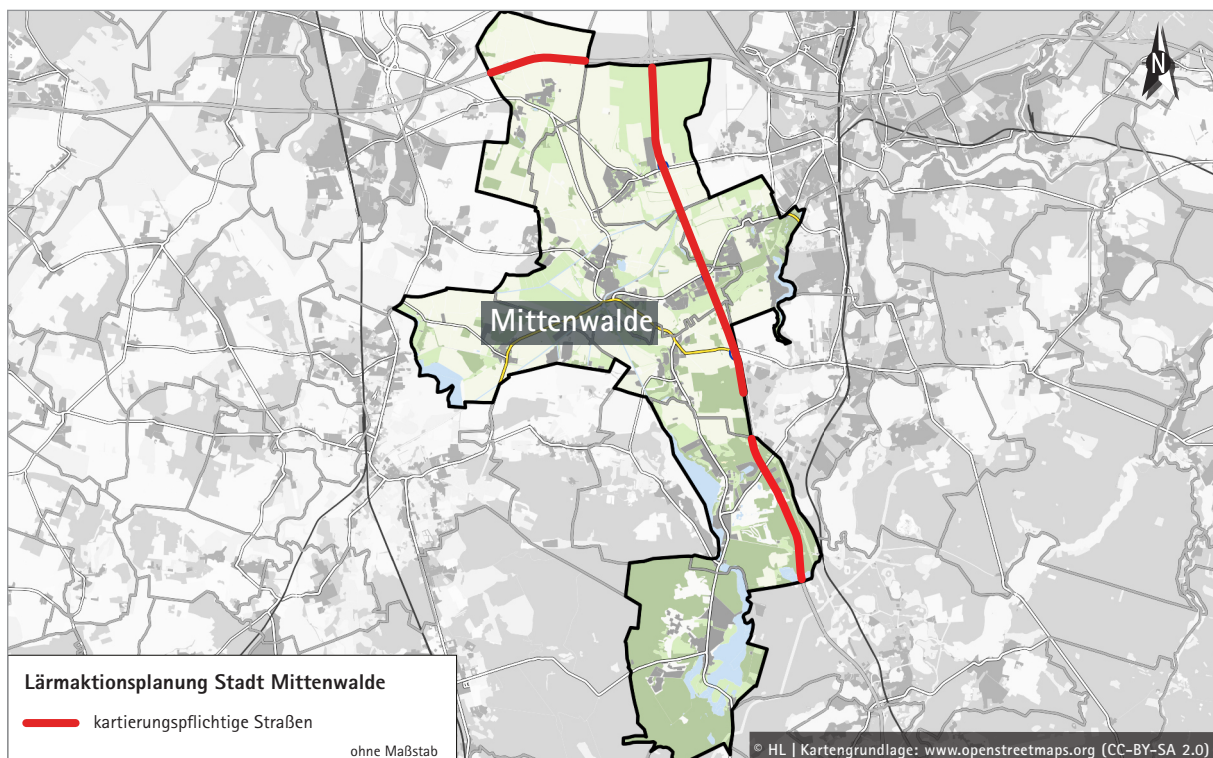 N
Mittenwalde
Lärmaktionsplanung Stadt Mittenwalde
kartierungspflichtige Straßen
ohne Maßstab
© HL | Kartengrundlage: www.openstreetmaps.org (CC-BY-SA 2.0)